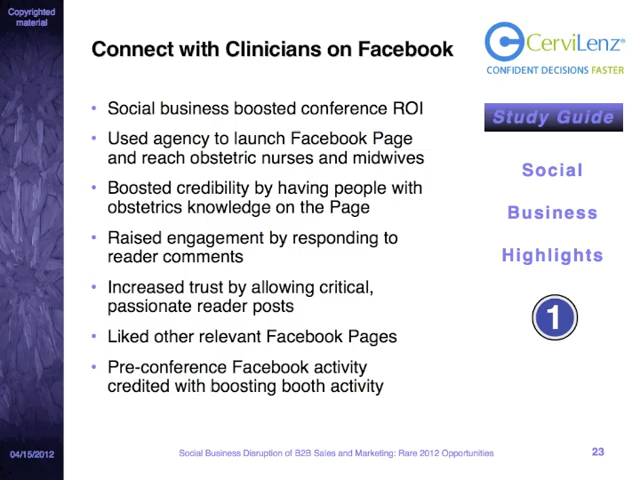 Copyrighted
material
Connect with Clinicians on Facebook
CerviLenz®
CONFIDENT DECISIONS FASTER
• Social business boosted conference ROI
• Used agency to launch Facebook Page
and reach obstetric nurses and midwives
• Boosted credibility by having people with
obstetrics knowledge on the Page
• Raised engagement by responding to
reader comments
• Increased trust by allowing critical,
passionate reader posts
• Liked other relevant Facebook Pages
• Pre-conference Facebook activity
credited with boosting booth activity
Study Guide
Social
Business
Highlights
1
04/15/2012
Social Business Disruption of B2B Sales and Marketing: Rare 2012 Opportunities
23